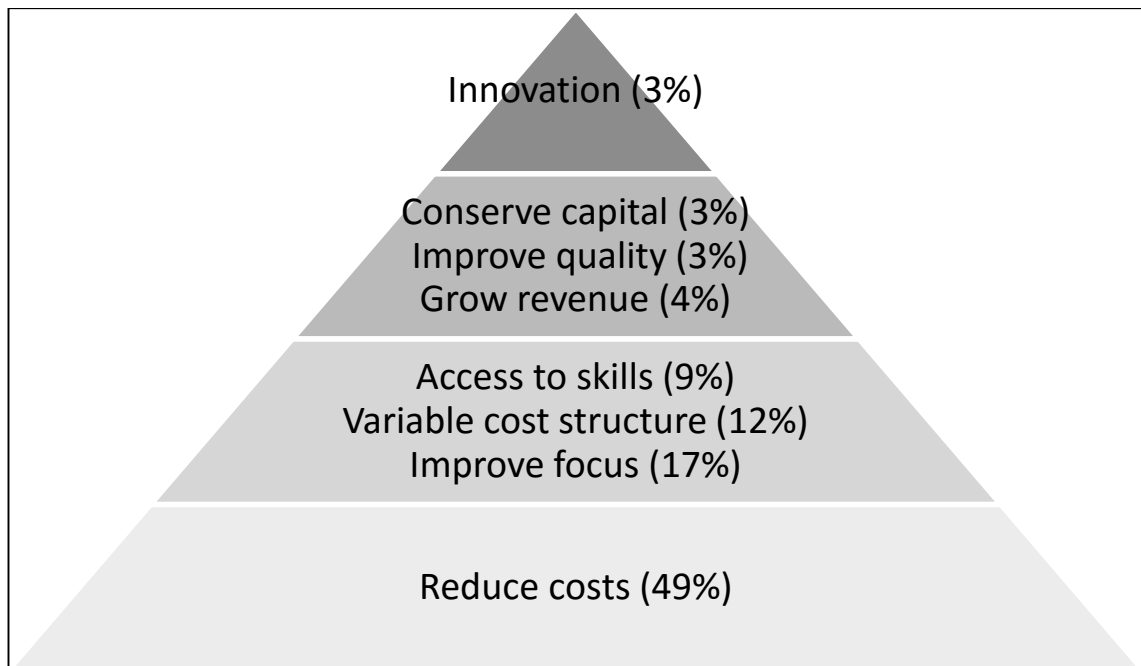 Innovation (3%)
Conserve capital (3%)
Improve quality (3%)
Grow revenue (4%)
Access to skills (9%)
Variable cost structure (12%)
Improve focus (17%)
Reduce costs (49%)